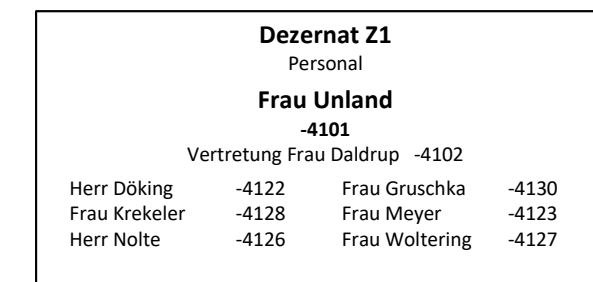 Dezernat Z1
Personal
Frau Unland
-4101
Vertretung Frau Daldrup -4102
Herr Döking -4122 Frau Gruschka -4130
Frau Krekeler -4128 Frau Meyer -4123
Herr Nolte -4126 Frau Woltering -4127